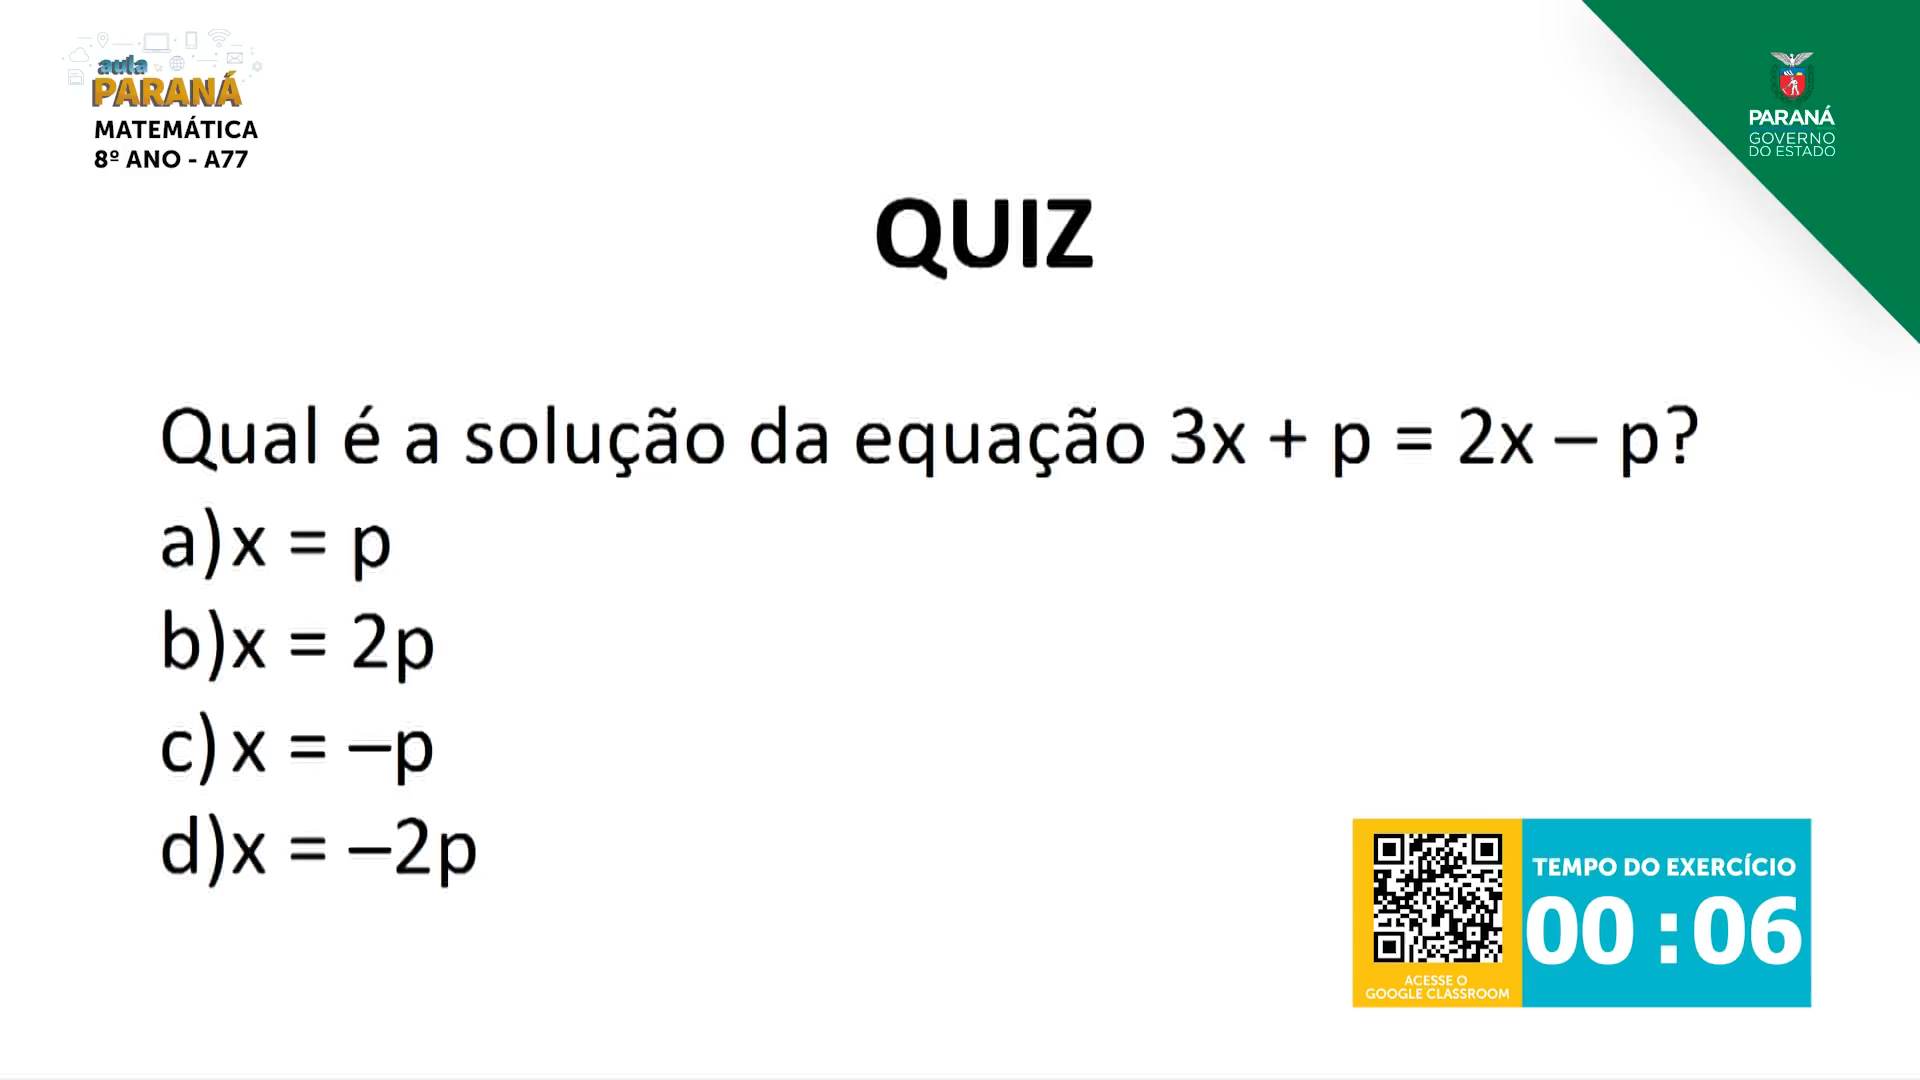 aula
PARANÁ
MATEMÁTICA
8º ANO - A77
PARANÁ
GOVERNO
DO ESTADO
QUIZ
Qual é a solução da equação 3x + p = 2x – p?
a) x = p
b) x = 2p
c) x = –p
d) x = –2p
TEMPO DO EXERCÍCIO
00 : 06
ACESSE O
GOOGLE CLASSROOM